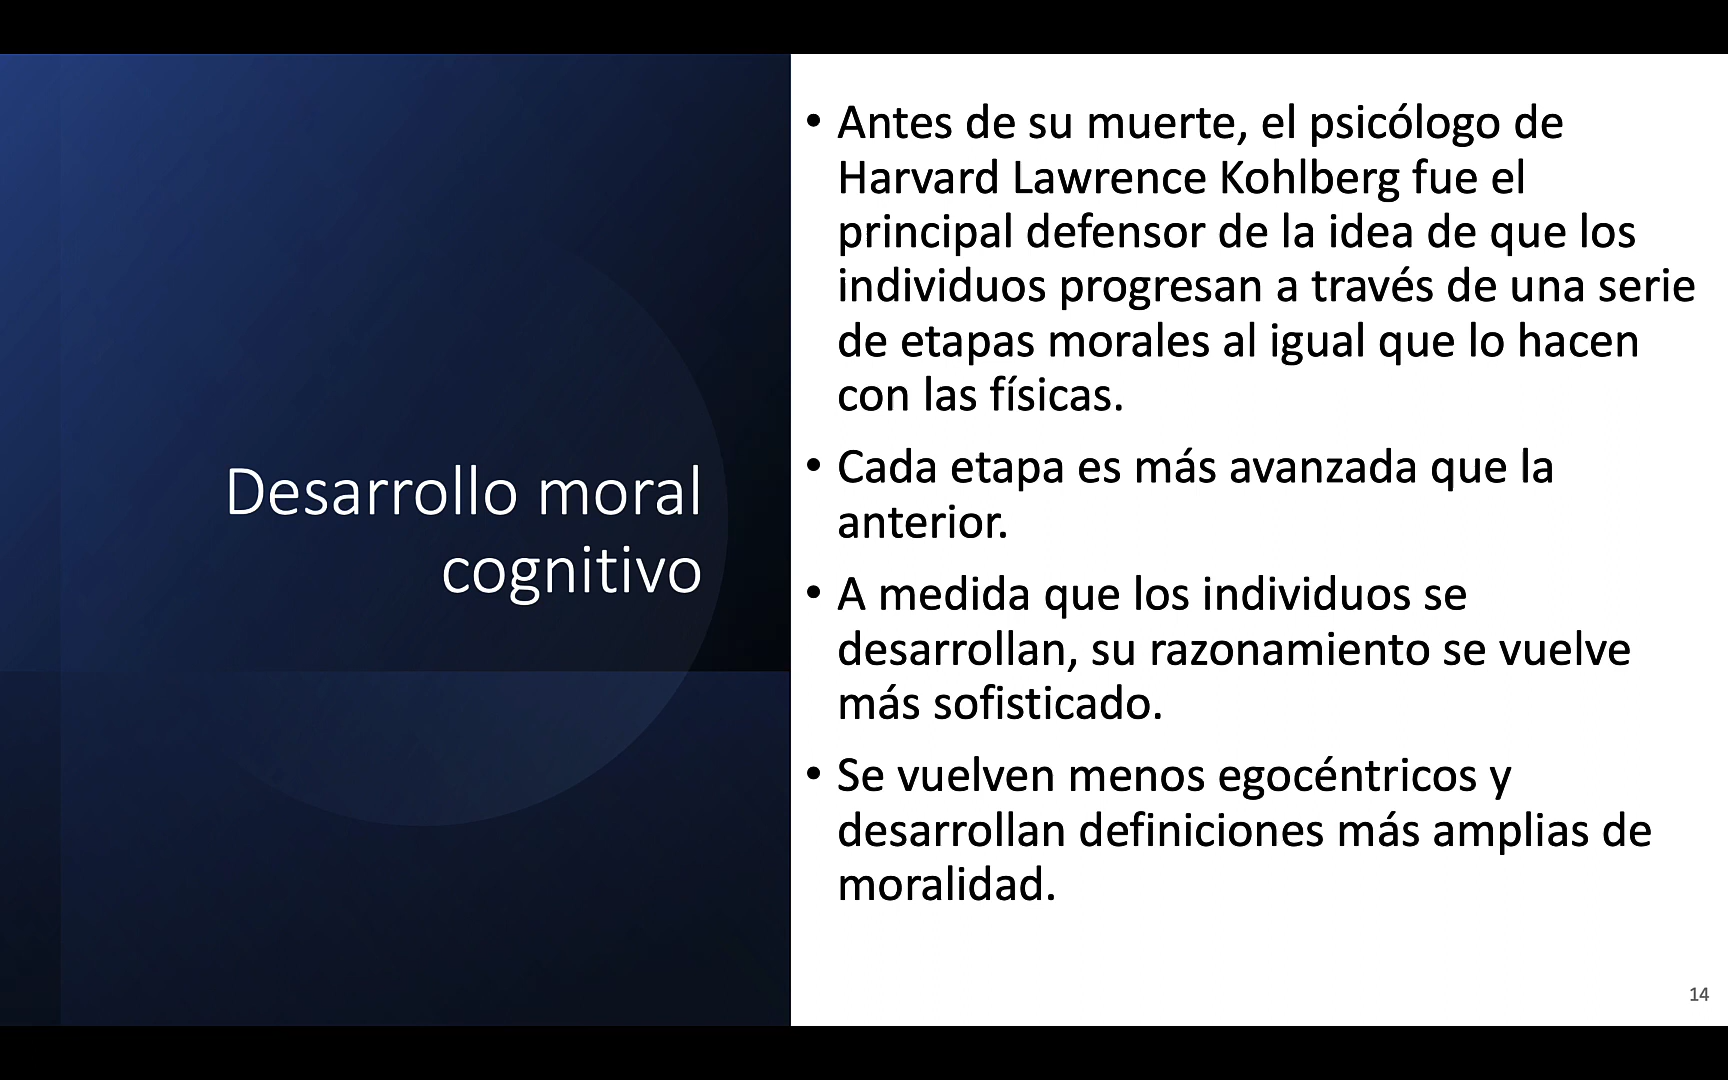 Desarrollo moral
cognitivo
• Antes de su muerte, el psicólogo de
Harvard Lawrence Kohlberg fue el
principal defensor de la idea de que los
individuos progresan a través de una serie
de etapas morales al igual que lo hacen
con las físicas.
• Cada etapa es más avanzada que la
anterior.
• A medida que los individuos se
desarrollan, su razonamiento se vuelve
más sofisticado.
• Se vuelven menos egocéntricos y
desarrollan definiciones más amplias de
moralidad.
14